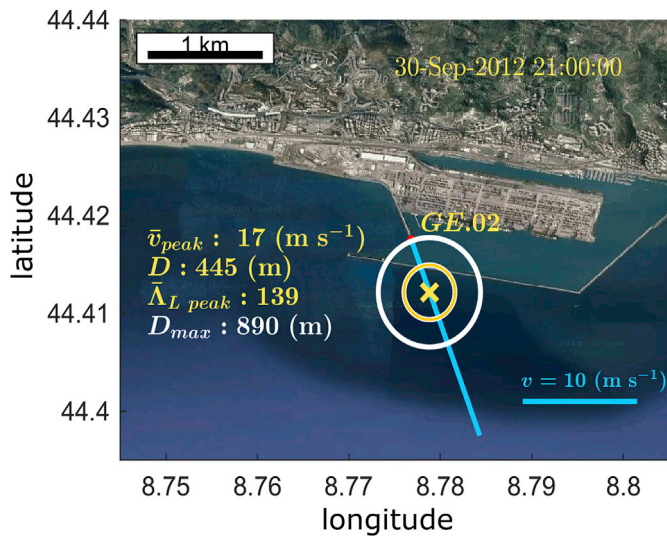 44.44
44.43
44.42
44.41
44.4
latitude
1 km
30-Sep-2012 21:00:00
GE.02
v̄peak : 17 (m s⁻¹)
D : 445 (m)
Λ̄L peak : 139
Dmax : 890 (m)
v = 10 (m s⁻¹)
8.75 8.76 8.77 8.78 8.79 8.8
longitude